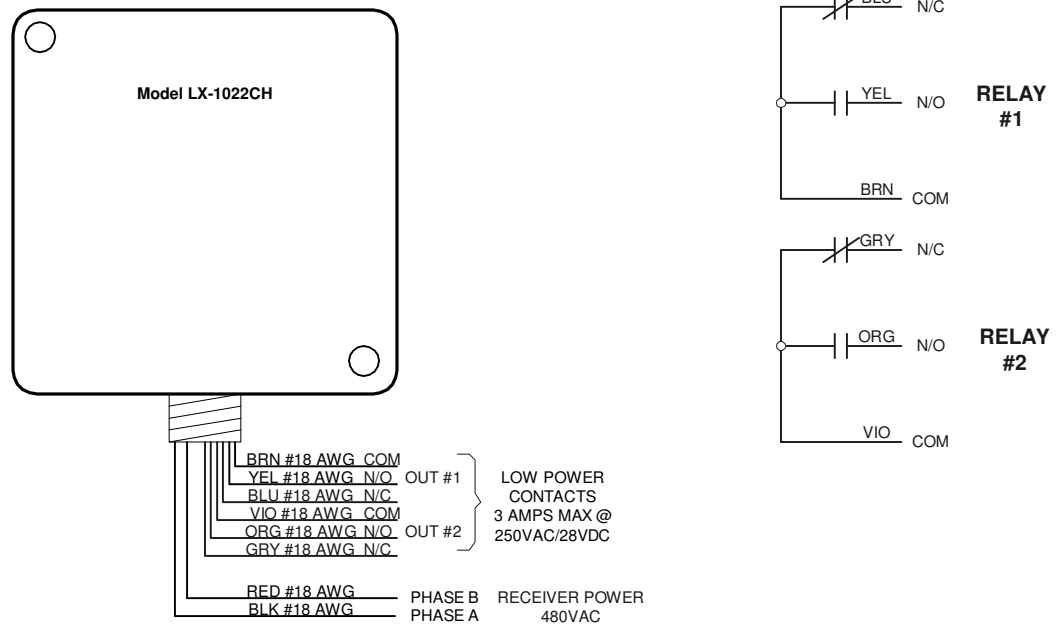 Model LX-1022CH
BRN #18 AWG COM
YEL #18 AWG N/O OUT #1
BLU #18 AWG N/C
VIO #18 AWG COM
ORG #18 AWG N/O OUT #2
GRY #18 AWG N/C
LOW POWER
CONTACTS
3 AMPS MAX @
250VAC/28VDC
RED #18 AWG PHASE B
BLK #18 AWG PHASE A
RECEIVER POWER
480VAC
BLU N/C
YEL N/O
BRN COM
RELAY
#1
GRY N/C
ORG N/O
VIO COM
RELAY
#2